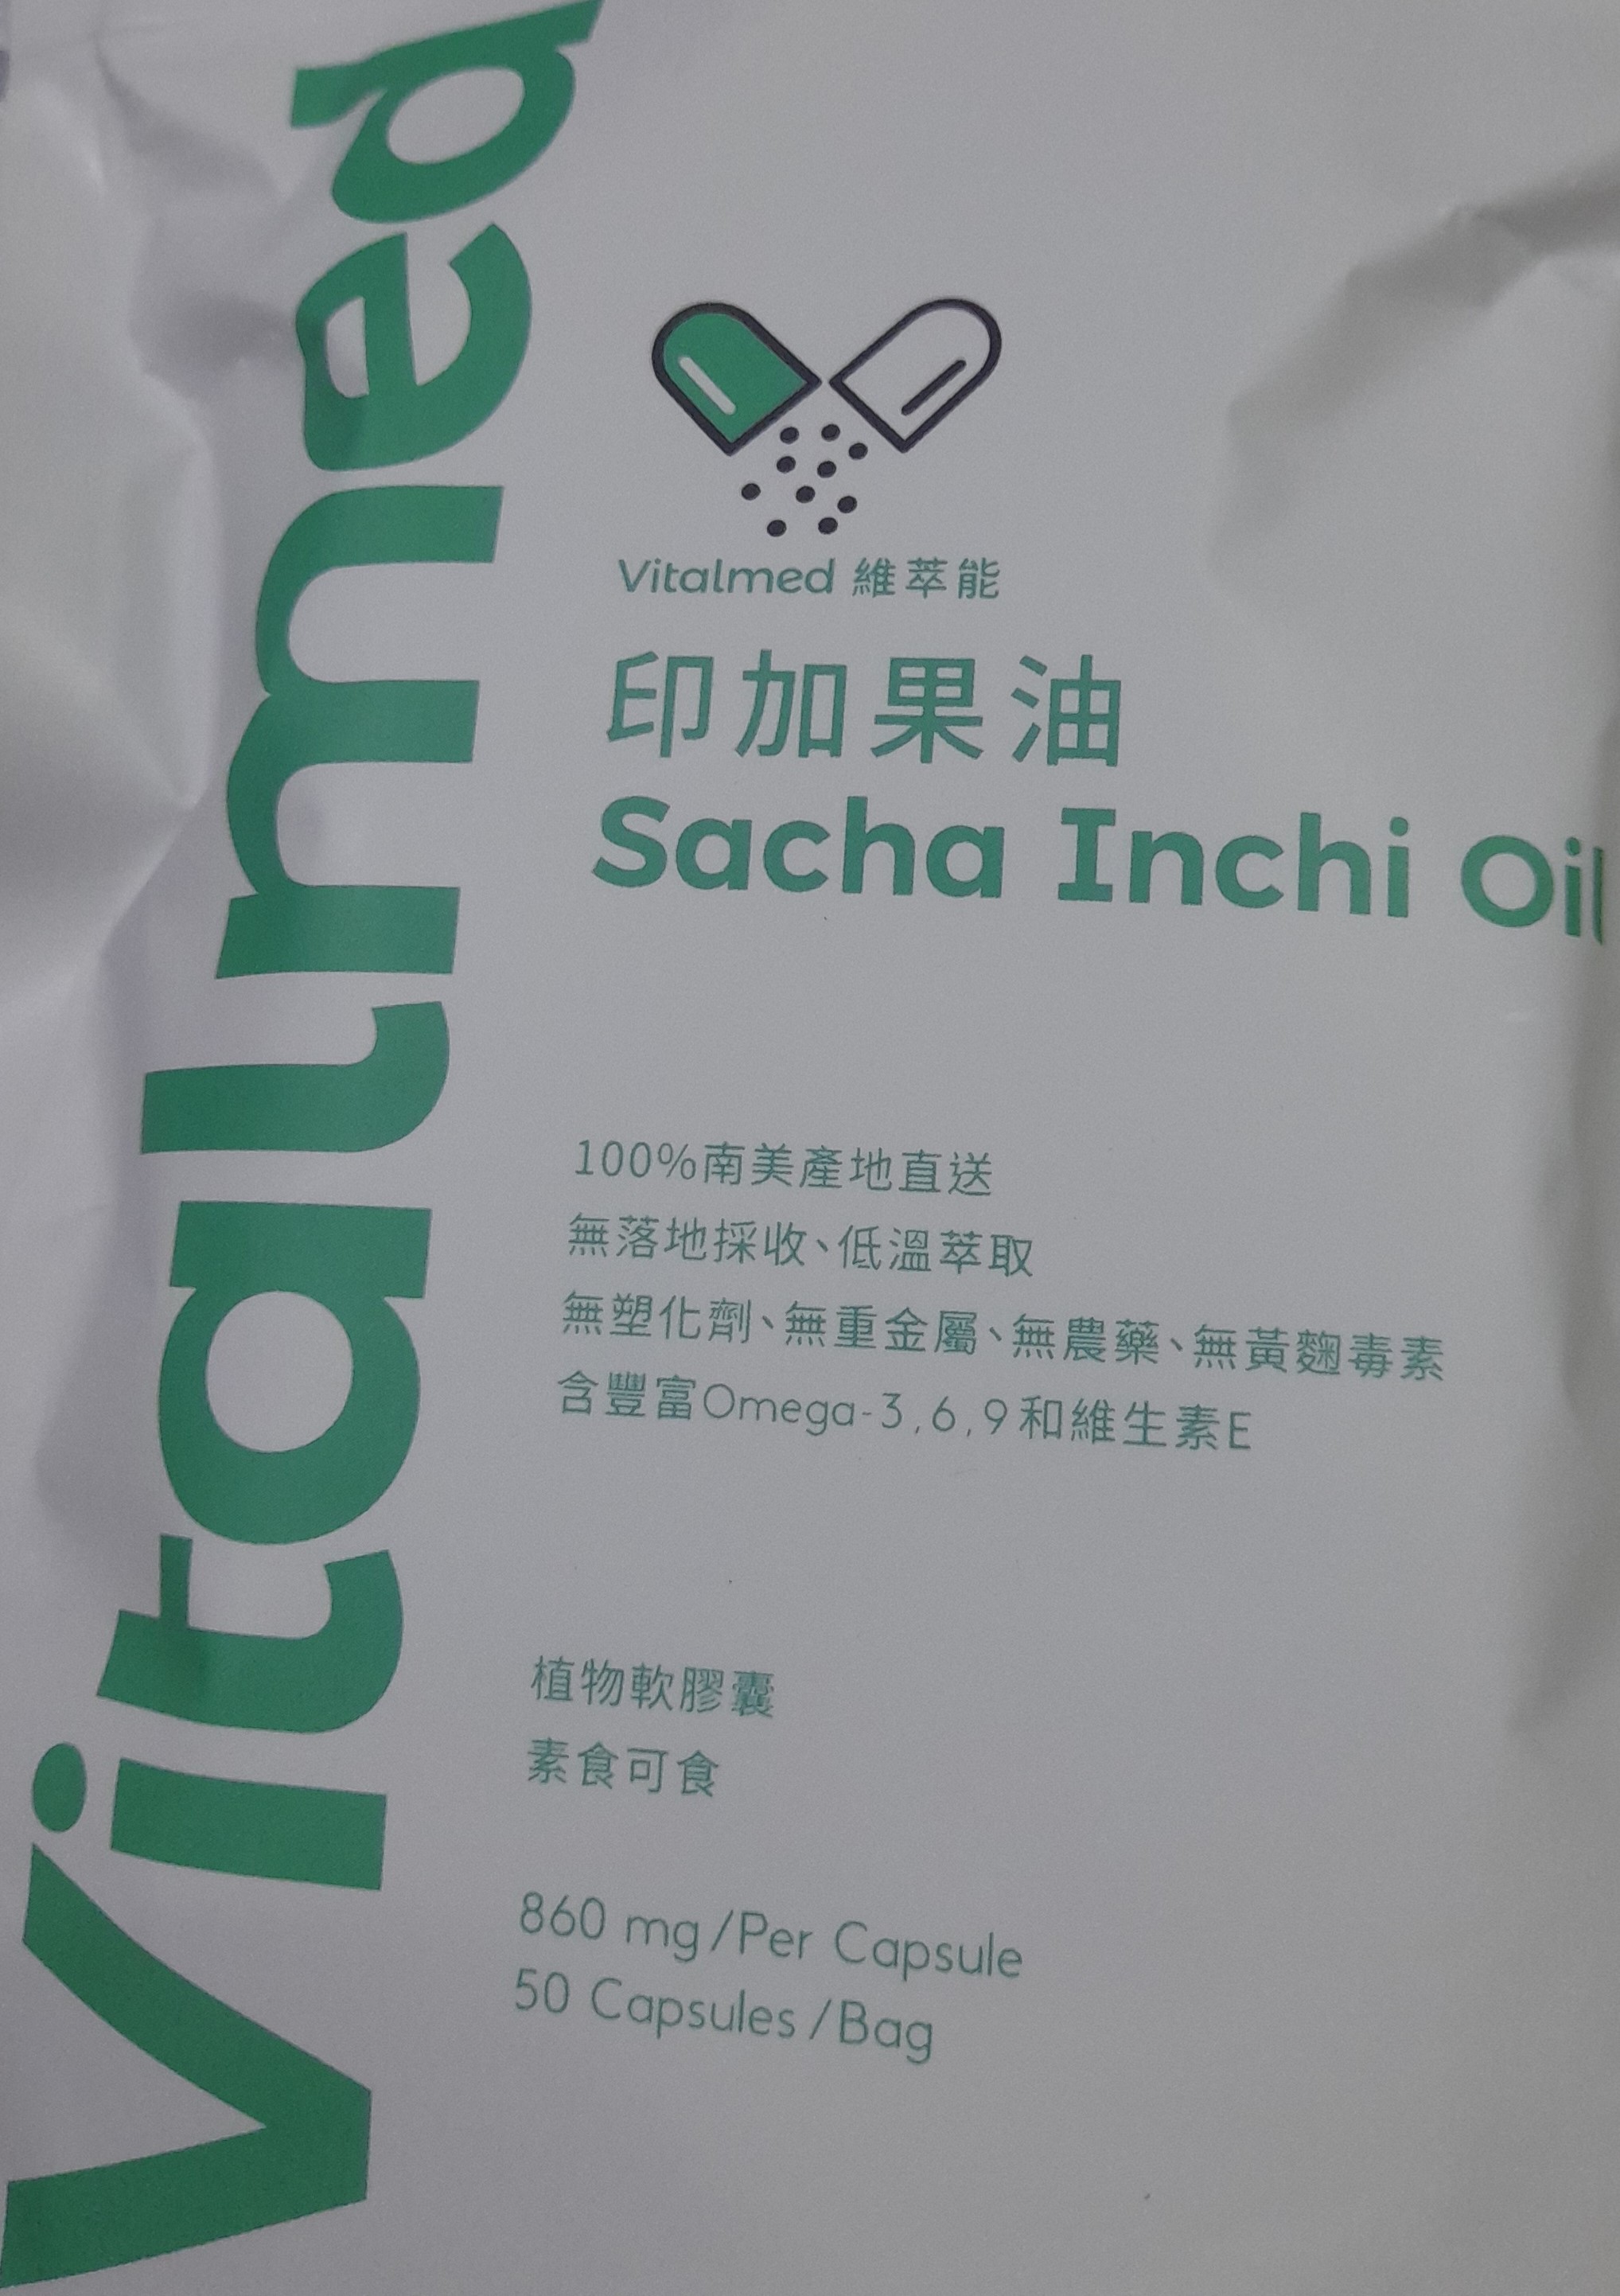 Vitalmed
Vitalmed 維萃能
印加果油
Sacha Inchi Oil
100%南美產地直送
無落地採收、低溫萃取
無塑化劑、無重金屬、無農藥、無黃麴毒素
含豐富Omega-3,6,9和維生素E
植物軟膠囊
素食可食
860 mg/Per Capsule
50 Capsules/Bag